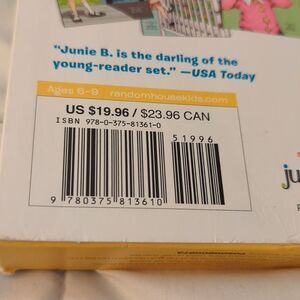 "Junie B. is the darling of the
young-reader set." —USA Today
Ages 6–9 randomhousekids.com
US $19.96 / $23.96 CAN
ISBN 978-0-375-81361-0
51996
9 780375 813610
ju